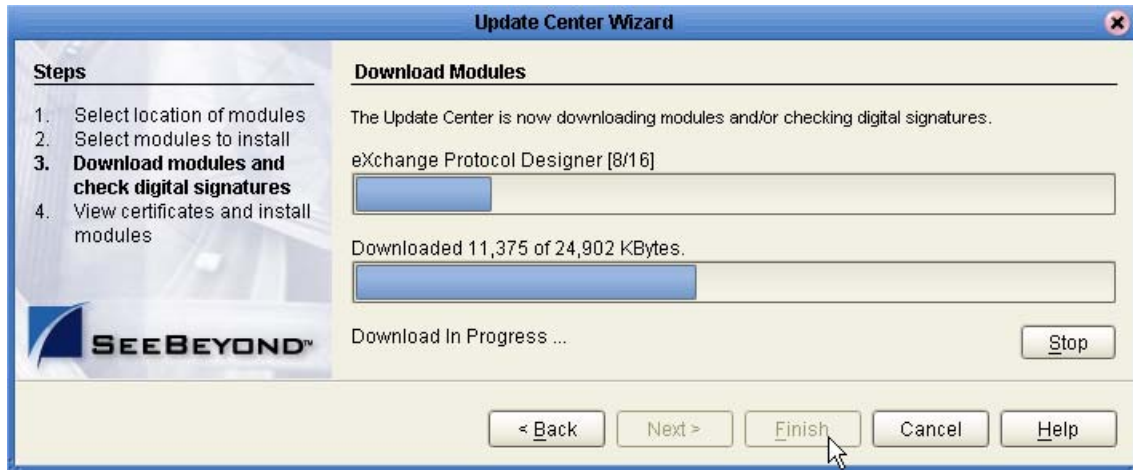 Update Center Wizard
Steps
1. Select location of modules
2. Select modules to install
3. Download modules and
check digital signatures
4. View certificates and install
modules
SEEBEYOND™
Download Modules
The Update Center is now downloading modules and/or checking digital signatures.
eXchange Protocol Designer [8/16]
Downloaded 11,375 of 24,902 KBytes.
Download In Progress ...
Stop
< Back
Next >
Finish
Cancel
Help